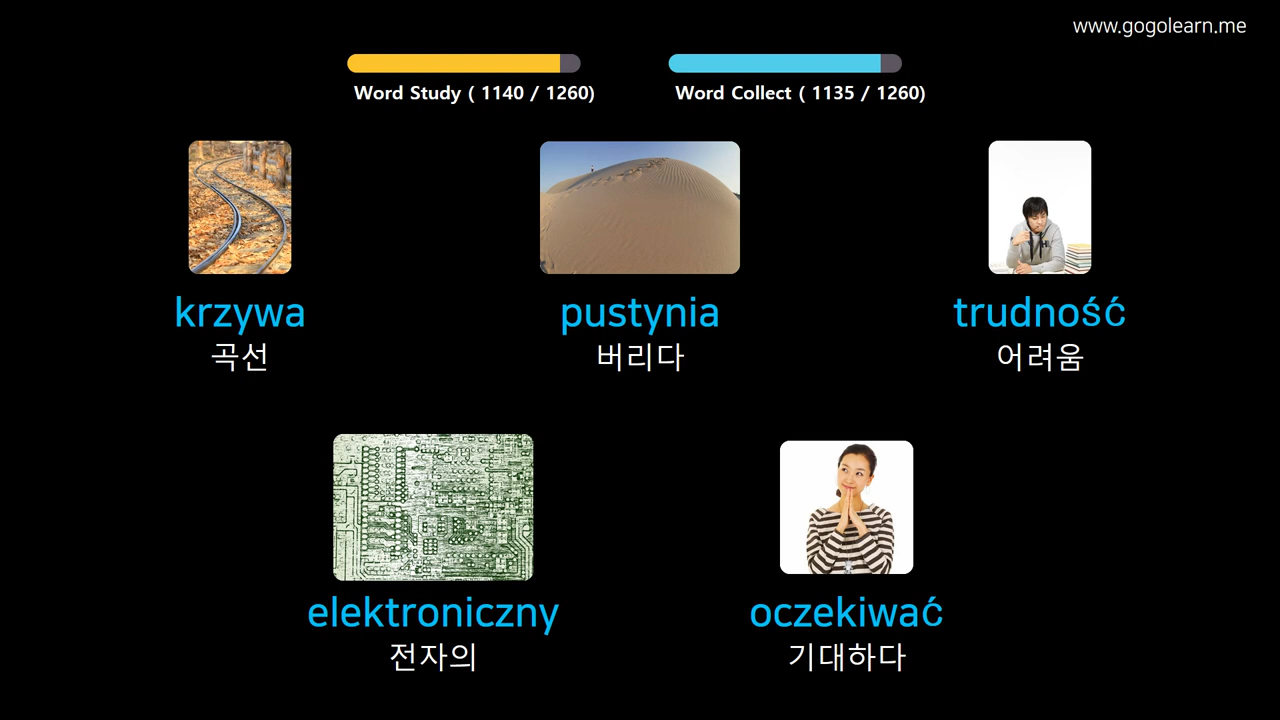 www.gogolearn.me
Word Study ( 1140 / 1260)
Word Collect ( 1135 / 1260)
krzywa
곡선
pustynia
버리다
trudność
어려움
elektroniczny
전자의
oczekiwać
기대하다